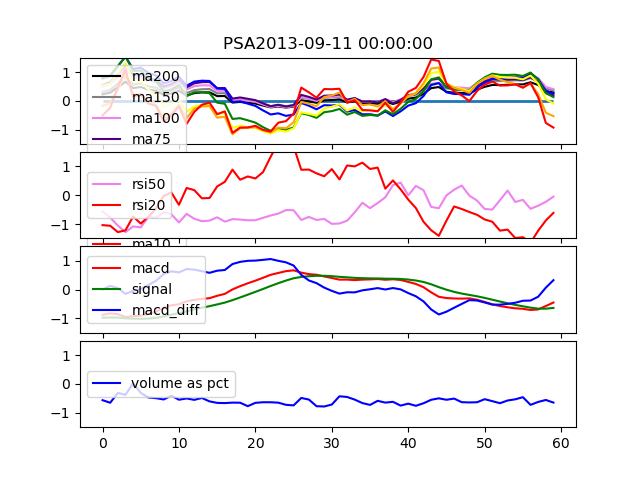 PSA2013-09-11 00:00:00
1
0
−1
ma200
ma150
ma100
ma75
1
0
−1
rsi50
rsi20
ma10
1
0
−1
macd
signal
macd_diff
1
0
−1
volume as pct
0 10 20 30 40 50 60